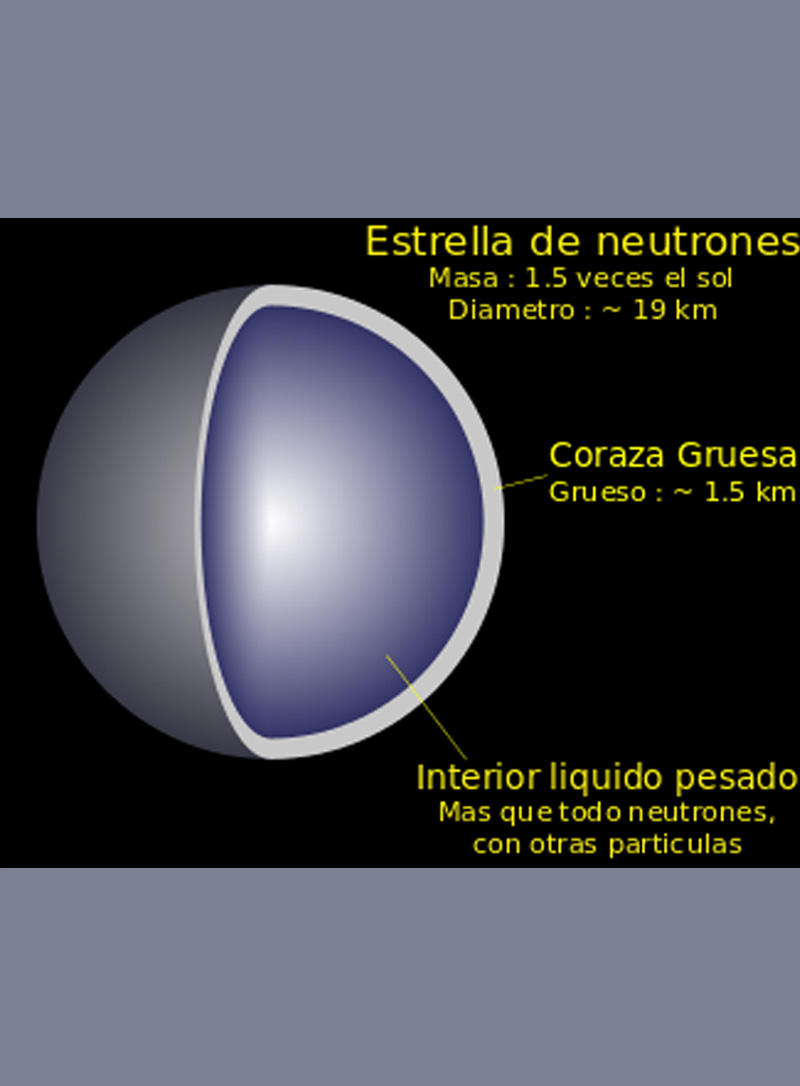 Estrella de neutrones
Masa : 1.5 veces el sol
Diametro : ~ 19 km
Coraza Gruesa
Grueso : ~ 1.5 km
Interior liquido pesado
Mas que todo neutrones,
con otras particulas